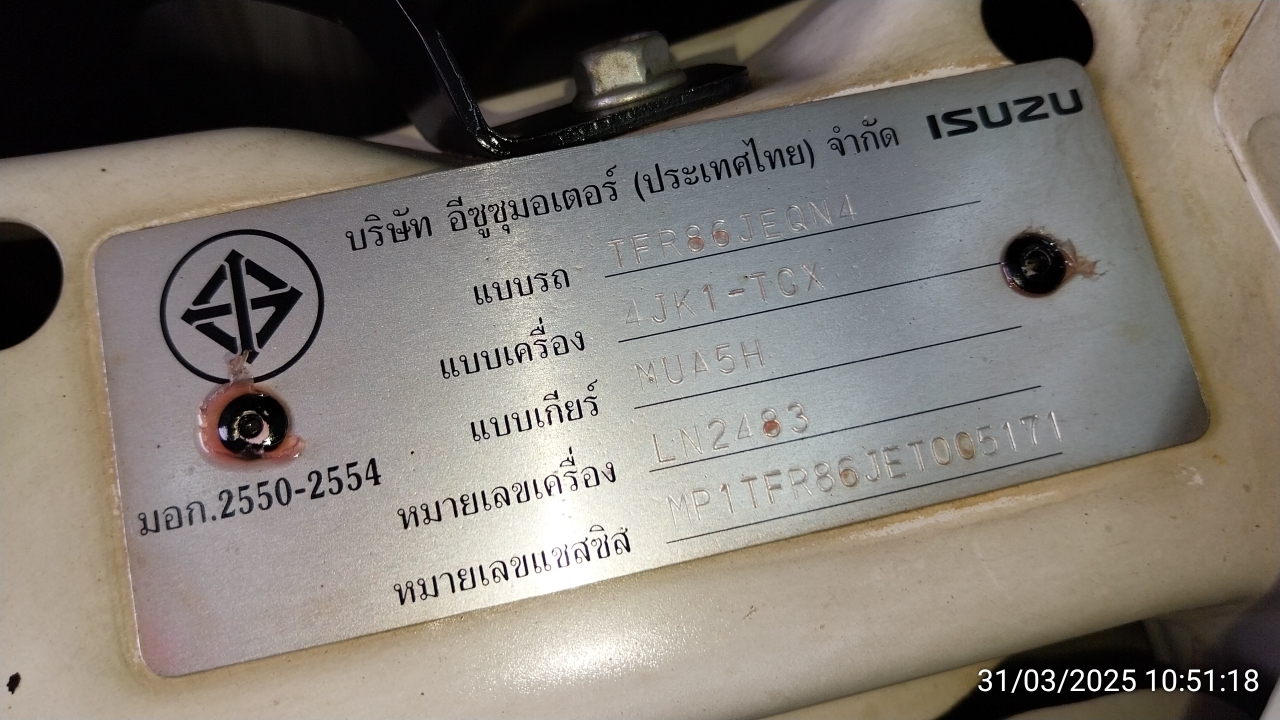 บริษัท อีซูซุมอเตอร์ (ประเทศไทย) จำกัด ISUZU
แบบรถ TFR86JEQN4
แบบเครื่อง 4JK1-TCX
แบบเกียร์ MUA5H
หมายเลขเครื่อง LN2483
หมายเลขแชสซิส MP1TFR86JET005171
มอก.2550-2554
31/03/2025 10:51:18